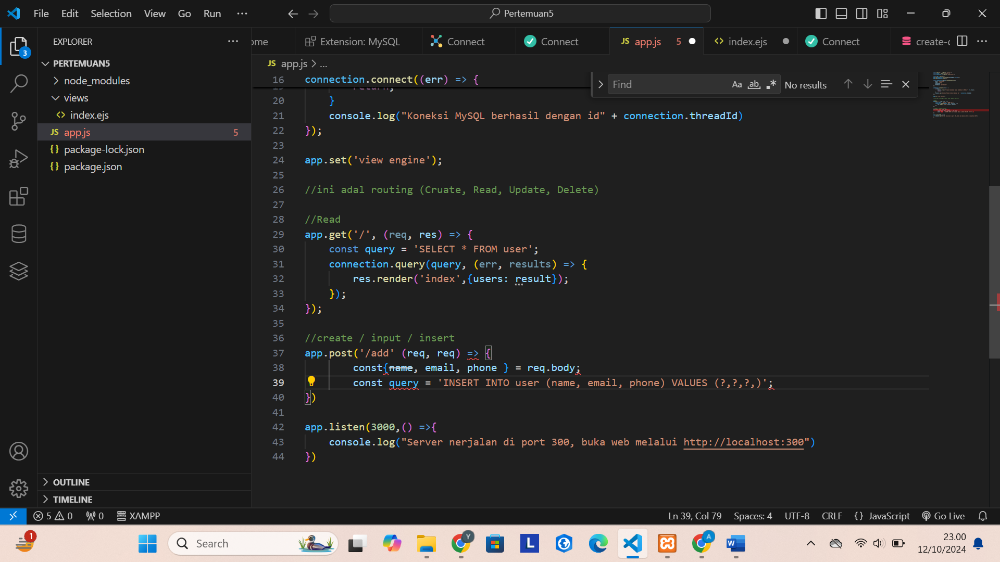 File Edit Selection View Go Run ...
Pertemuan5
EXPLORER
ome
Extension: MySQL
Connect
Connect
JS app.js 5
index.ejs
Connect
create-
3
PERTEMUAN5
node_modules
views
index.ejs
JS app.js 5
{} package-lock.json
{} package.json
OUTLINE
TIMELINE
JS app.js > ...
Find
Aa ab .* No results
16 connection.connect((err) => {
20 }
21 console.log("Koneksi MySQL berhasil dengan id" + connection.threadId)
22 });
23
24 app.set('view engine');
25
26 //ini adal routing (Cruate, Read, Update, Delete)
27
28 //Read
29 app.get('/', (req, res) => {
30 const query = 'SELECT * FROM user';
31 connection.query(query, (err, results) => {
32 res.render('index',{users: result});
33 });
34 });
35
36 //create / input / insert
37 app.post('/add' (req, req) => {
38 const{name, email, phone } = req.body;
39 const query = 'INSERT INTO user (name, email, phone) VALUES (?,?,?,)';
40 })
41
42 app.listen(3000,() =>{
43 console.log("Server nerjalan di port 300, buka web melalui http://localhost:300")
44 })
5 0 0 XAMPP
Ln 39, Col 79 Spaces: 4 UTF-8 CRLF {} JavaScript Go Live
1
Search
Y
L
A
W
23.00
12/10/2024